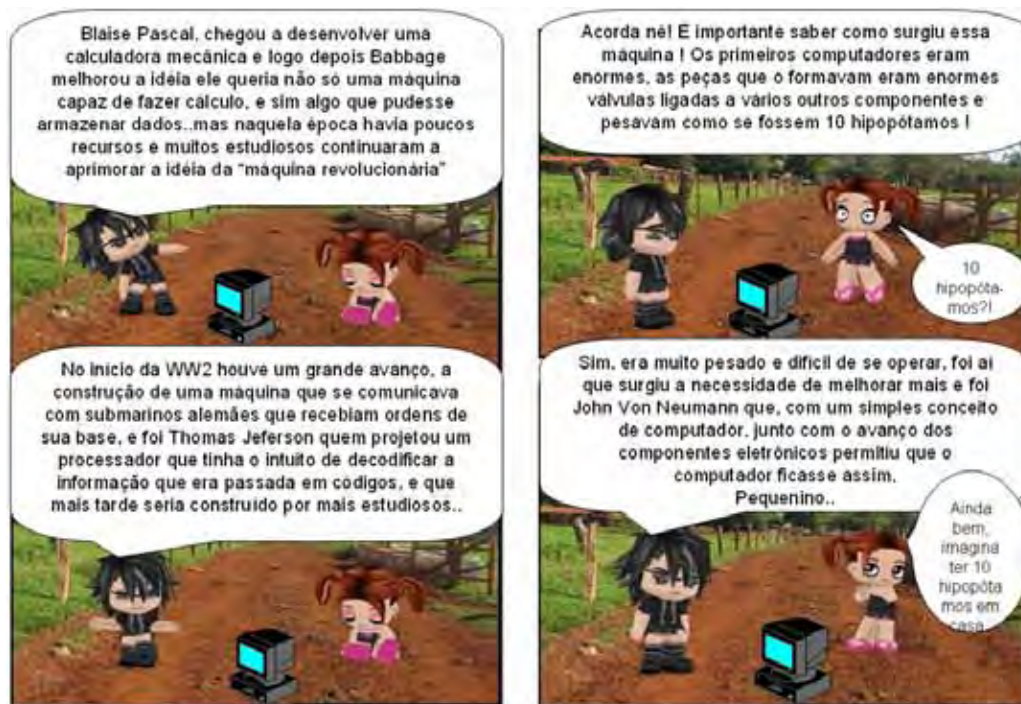 Blaise Pascal, chegou a desenvolver uma
calculadora mecânica e logo depois Babbage
melhorou a idéia ele queria não só uma máquina
capaz de fazer cálculo, e sim algo que pudesse
armazenar dados..mas naquela época havia poucos
recursos e muitos estudiosos continuaram a
aprimorar a idéia da "máquina revolucionária"
Acorda né! E importante saber como surgiu essa
máquina ! Os primeiros computadores eram
enormes, as peças que o formavam eram enormes
válvulas ligadas a vários outros componentes e
pesavam como se fossem 10 hipopótamos !
10
hipopóta-
mos?!
No inicio da WW2 houve um grande avanço, a
construção de uma máquina que se comunicava
com submarinos alemães que recebiam ordens de
sua base, e foi Thomas Jeferson quem projetou um
processador que tinha o intuito de decodificar a
informação que era passada em códigos, e que
mais tarde seria construido por mais estudiosos..
Sim, era muito pesado e dificil de se operar, foi ai
que surgiu a necessidade de melhorar mais e foi
John Von Neumann que, com um simples conceito
de computador, junto com o avanço dos
componentes eletrônicos permitiu que o
computador ficasse assim,
Pequenino..
Ainda
bem,
imagina
ter 10
hipopóta
mos em
casa